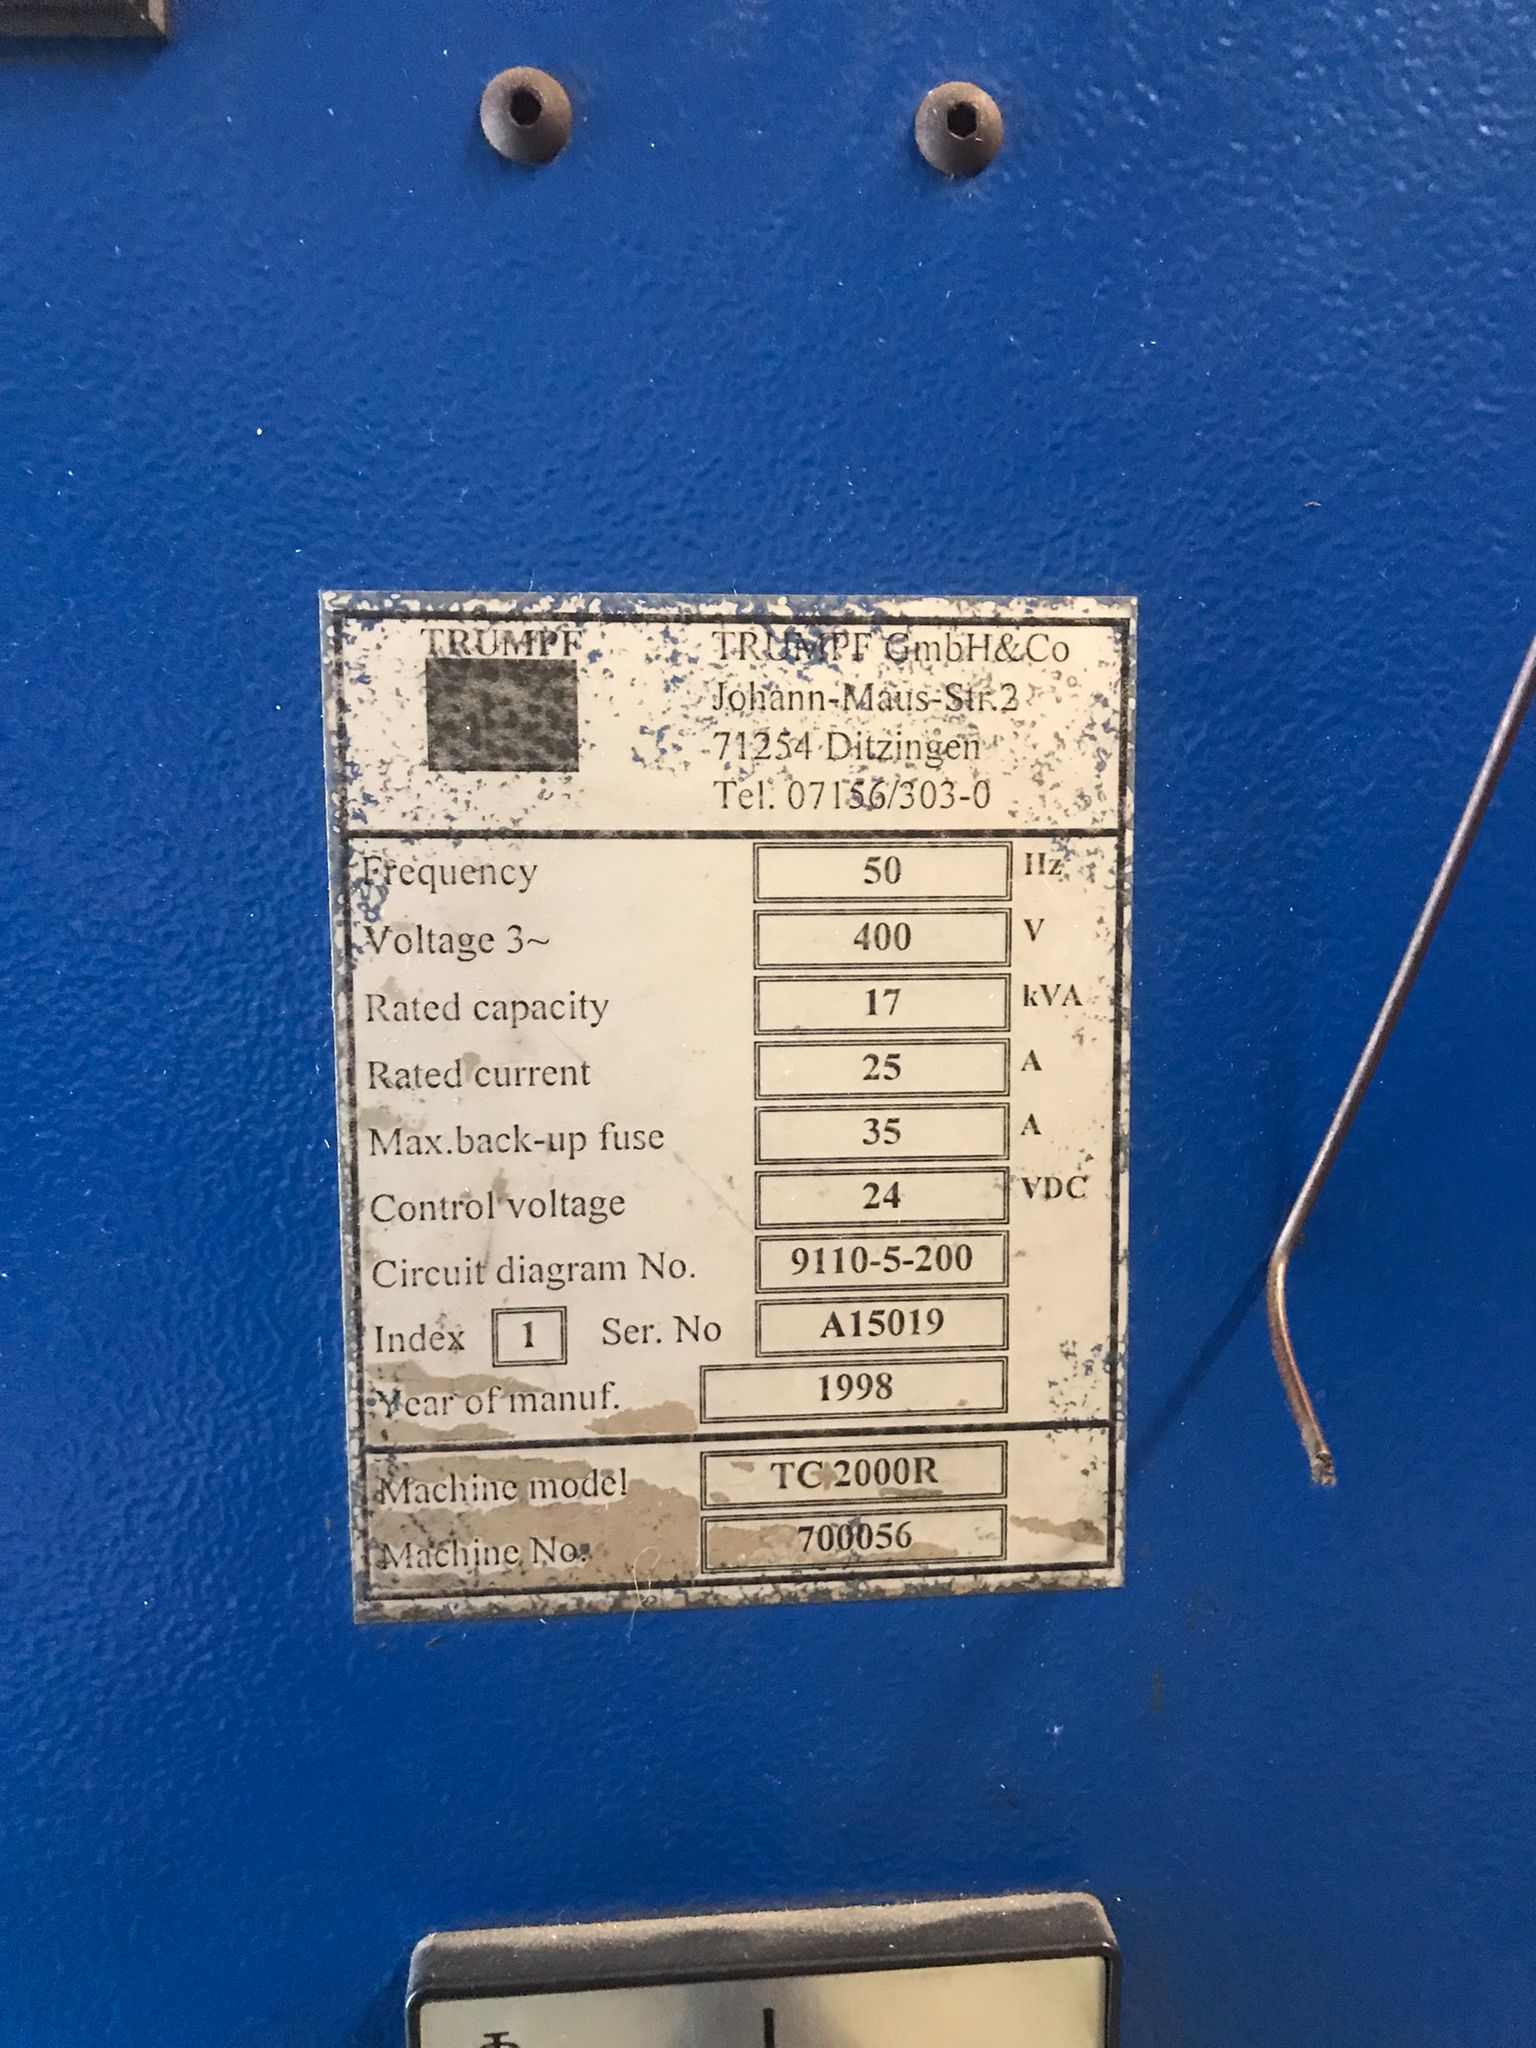 TRUMPF
TRUMPF GmbH&Co
Johann-Maus-Str.2
71254 Ditzingen
Tel. 07156/303-0
Frequency 50 Hz
Voltage 3~ 400 V
Rated capacity 17 kVA
Rated current 25 A
Max.back-up fuse 35 A
Control voltage 24 VDC
Circuit diagram No. 9110-5-200
Index 1 Ser. No A15019
Year of manuf. 1998
Machine model TC 2000R
Machine No. 700056